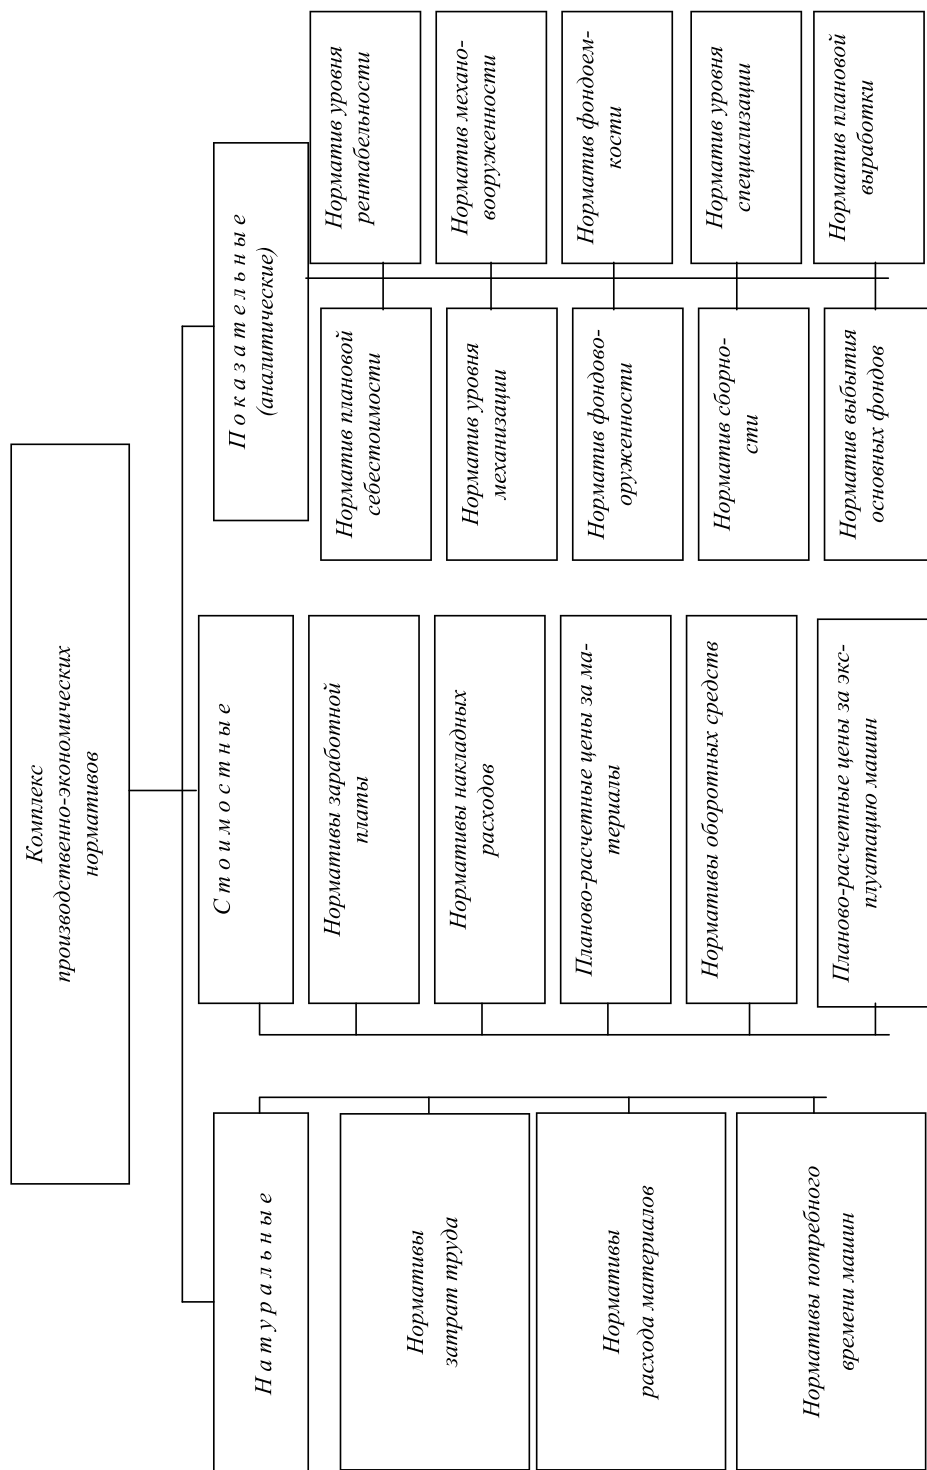 Комплекс
производственно-экономических
нормативов
Н а т у р а л ь н ы е
Нормативы
затрат труда
Нормативы
расхода материалов
Нормативы потребного
времени машин
С т о и м о с т н ы е
Нормативы заработной
платы
Нормативы накладных
расходов
Планово-расчетные цены за ма-
териалы
Нормативы оборотных средств
Планово-расчетные цены за экс-
плуатацию машин
П о к а з а т е л ь н ы е
(аналитические)
Норматив плановой
себестоимости
Норматив уровня
механизации
Норматив фондово-
оруженности
Норматив сборно-
сти
Норматив выбытия
основных фондов
Норматив уровня
рентабельности
Норматив механо-
вооруженности
Норматив фондоем-
кости
Норматив уровня
специализации
Норматив плановой
выработки